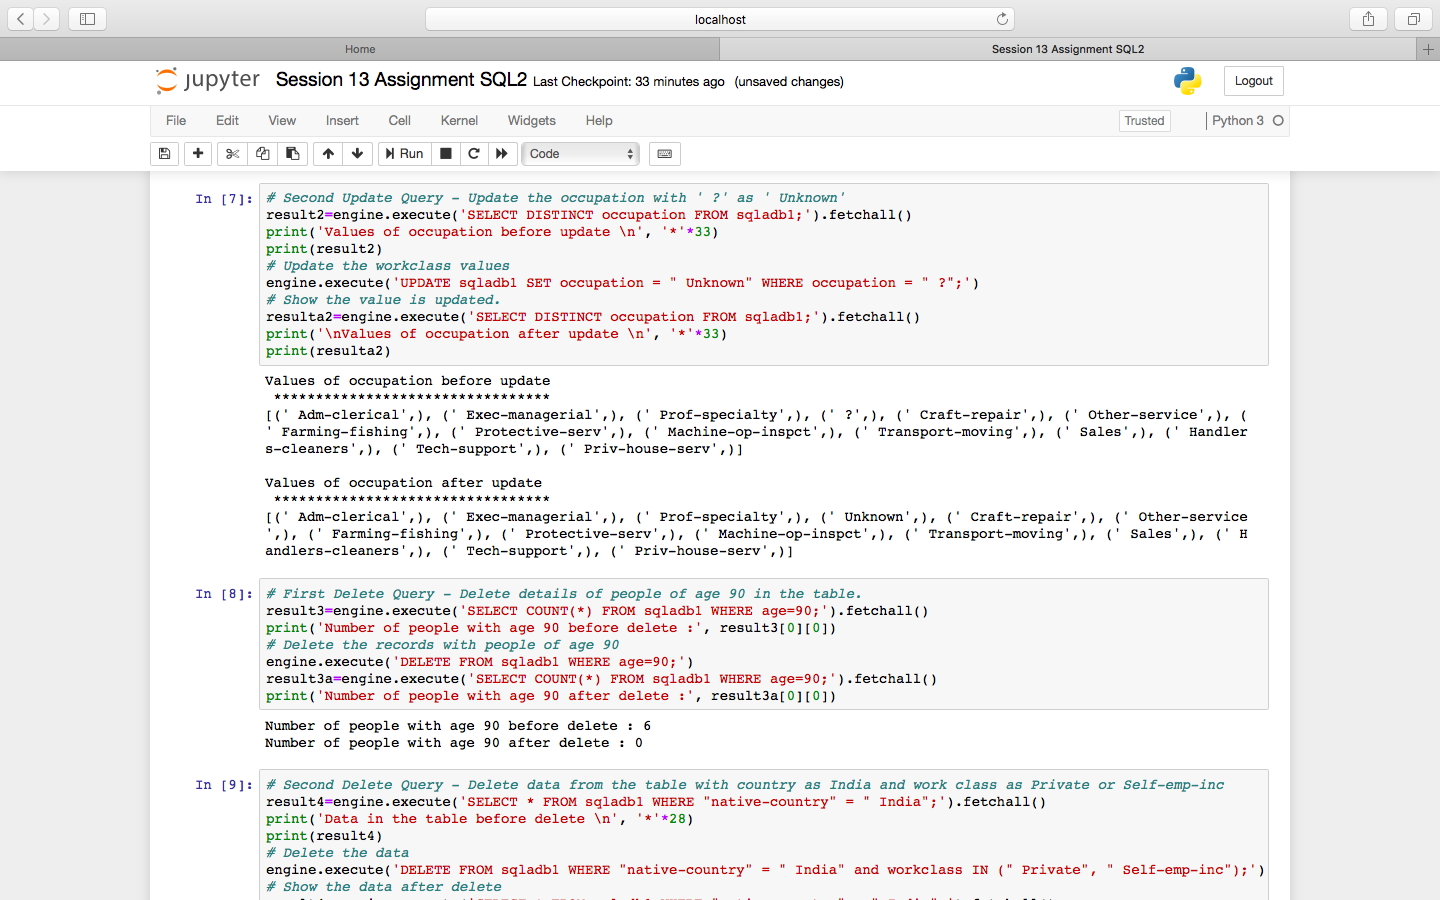 localhost
Home
Session 13 Assignment SQL2
jupyter Session 13 Assignment SQL2 Last Checkpoint: 33 minutes ago (unsaved changes)
Logout
File Edit View Insert Cell Kernel Widgets Help
Trusted
Python 3
Run
Code
In [7]:
# Second Update Query - Update the occupation with ' ?' as ' Unknown'
result2=engine.execute('SELECT DISTINCT occupation FROM sqladb1;').fetchall()
print('Values of occupation before update \n', '*'*33)
print(result2)
# Update the workclass values
engine.execute('UPDATE sqladb1 SET occupation = " Unknown" WHERE occupation = " ?";')
# Show the value is updated.
resulta2=engine.execute('SELECT DISTINCT occupation FROM sqladb1;').fetchall()
print('\nValues of occupation after update \n', '*'*33)
print(resulta2)
Values of occupation before update
*********************************
[(' Adm-clerical',), (' Exec-managerial',), (' Prof-specialty',), (' ?',), (' Craft-repair',), (' Other-service',), (
' Farming-fishing',), (' Protective-serv',), (' Machine-op-inspct',), (' Transport-moving',), (' Sales',), (' Handler
s-cleaners',), (' Tech-support',), (' Priv-house-serv',)]
Values of occupation after update
*********************************
[(' Adm-clerical',), (' Exec-managerial',), (' Prof-specialty',), (' Unknown',), (' Craft-repair',), (' Other-service
',), (' Farming-fishing',), (' Protective-serv',), (' Machine-op-inspct',), (' Transport-moving',), (' Sales',), (' H
andlers-cleaners',), (' Tech-support',), (' Priv-house-serv',)]
In [8]:
# First Delete Query - Delete details of people of age 90 in the table.
result3=engine.execute('SELECT COUNT(*) FROM sqladb1 WHERE age=90;').fetchall()
print('Number of people with age 90 before delete :', result3[0][0])
# Delete the records with people of age 90
engine.execute('DELETE FROM sqladb1 WHERE age=90;')
result3a=engine.execute('SELECT COUNT(*) FROM sqladb1 WHERE age=90;').fetchall()
print('Number of people with age 90 after delete :', result3a[0][0])
Number of people with age 90 before delete : 6
Number of people with age 90 after delete : 0
In [9]:
# Second Delete Query - Delete data from the table with country as India and work class as Private or Self-emp-inc
result4=engine.execute('SELECT * FROM sqladb1 WHERE "native-country" = " India";').fetchall()
print('Data in the table before delete \n', '*'*28)
print(result4)
# Delete the data
engine.execute('DELETE FROM sqladb1 WHERE "native-country" = " India" and workclass IN (" Private", " Self-emp-inc");')
# Show the data after delete